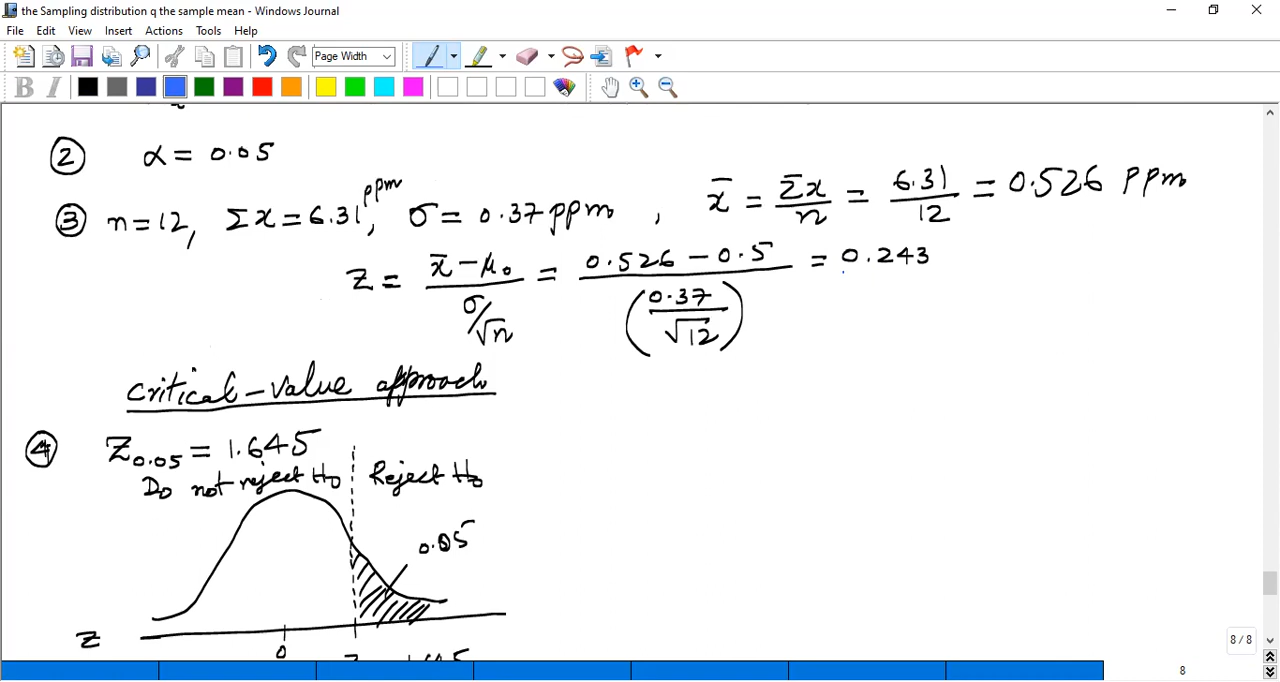 the Sampling distribution q the sample mean - Windows Journal
File Edit View Insert Actions Tools Help
Page Width
B I
② α = 0.05
③ n = 12, Σx = 6.31 ppm, σ = 0.37 ppm, x̄ = Σx/n = 6.31/12 = 0.526 ppm
Z = (x̄ - μ₀)/(σ/√n) = (0.526 - 0.5)/(0.37/√12) = 0.243
Critical-value approach
④ Z0.05 = 1.645
Do not reject H0 Reject H0
0.05
Z
0
8 / 8
8